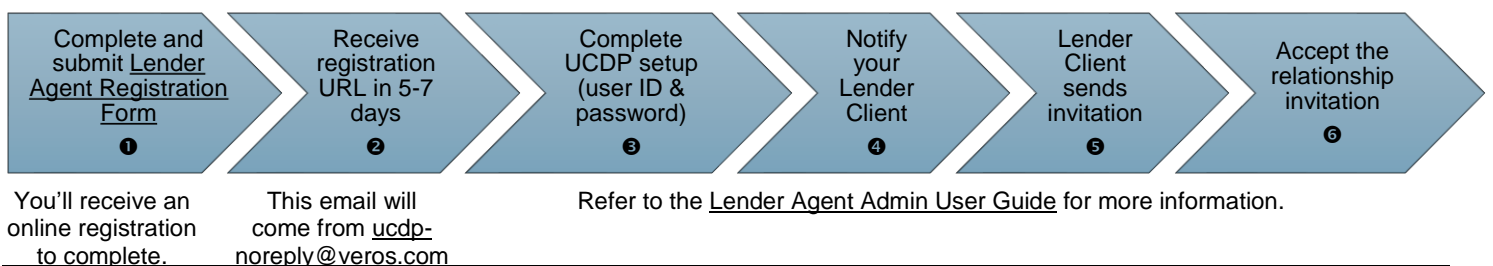 Complete and
submit Lender
Agent Registration
Form
❶
Receive
registration
URL in 5-7
days
❷
Complete
UCDP setup
(user ID &
password)
❸
Notify
your
Lender
Client
❹
Lender
Client
sends
invitation
❺
Accept the
relationship
invitation
❻
You’ll receive an
online registration
to complete.
This email will
come from ucdp-
noreply@veros.com
Refer to the Lender Agent Admin User Guide for more information.